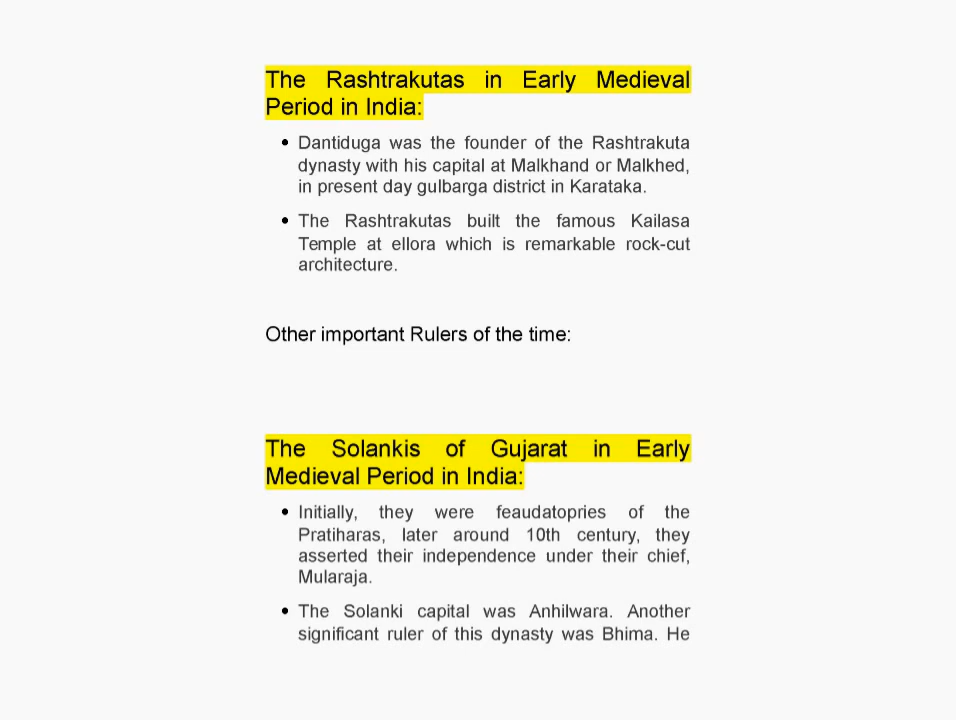 The Rashtrakutas in Early Medieval
Period in India:
• Dantiduga was the founder of the Rashtrakuta
dynasty with his capital at Malkhand or Malkhed,
in present day gulbarga district in Karataka.
• The Rashtrakutas built the famous Kailasa
Temple at ellora which is remarkable rock-cut
architecture.
Other important Rulers of the time:
The Solankis of Gujarat in Early
Medieval Period in India:
• Initially, they were feaudatopries of the
Pratiharas, later around 10th century, they
asserted their independence under their chief,
Mularaja.
• The Solanki capital was Anhilwara. Another
significant ruler of this dynasty was Bhima. He